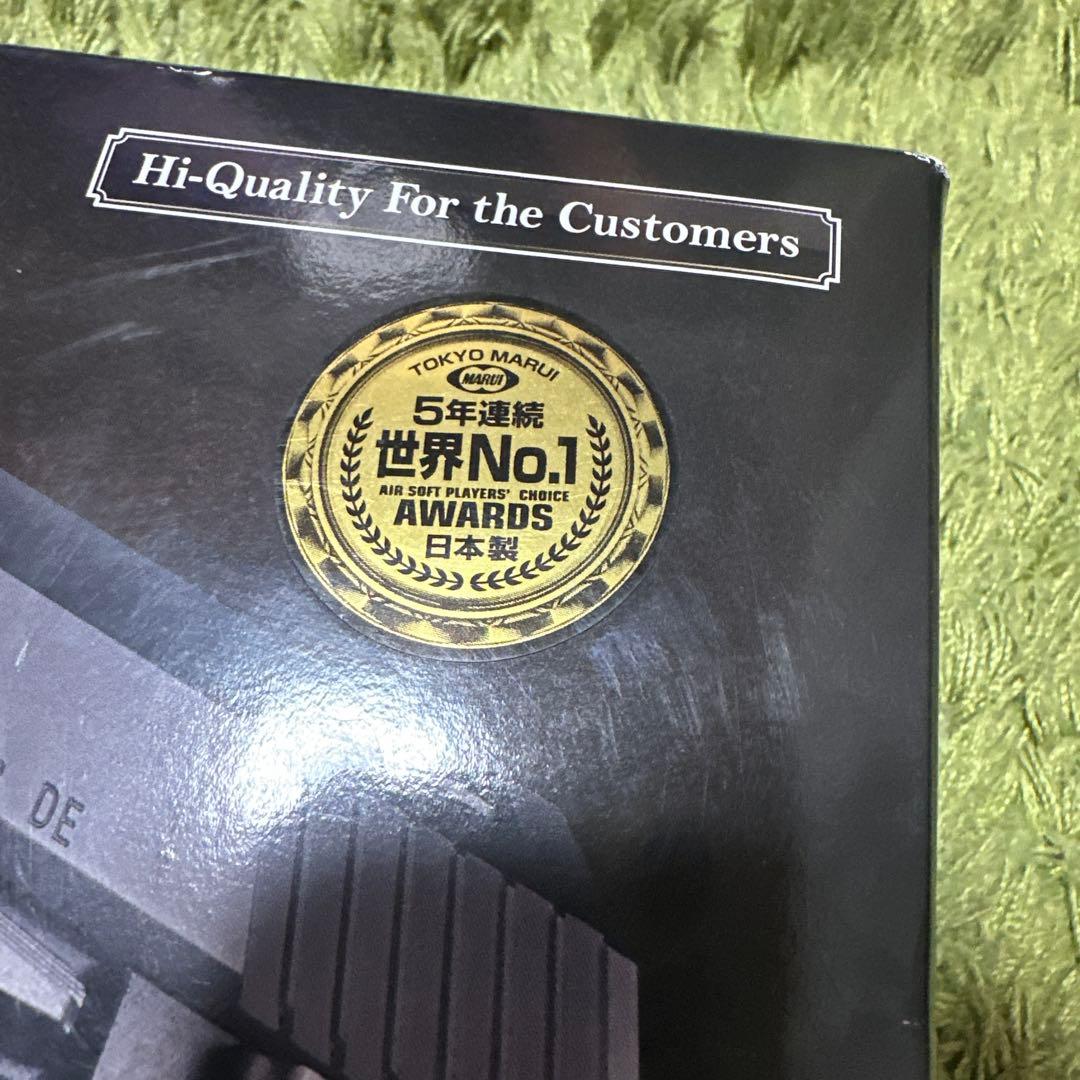 Hi-Quality For the Customers
TOKYO MARUI
MARUI
5年連続
世界No.1
AIR SOFT PLAYERS' CHOICE
AWARDS
日本製
DE